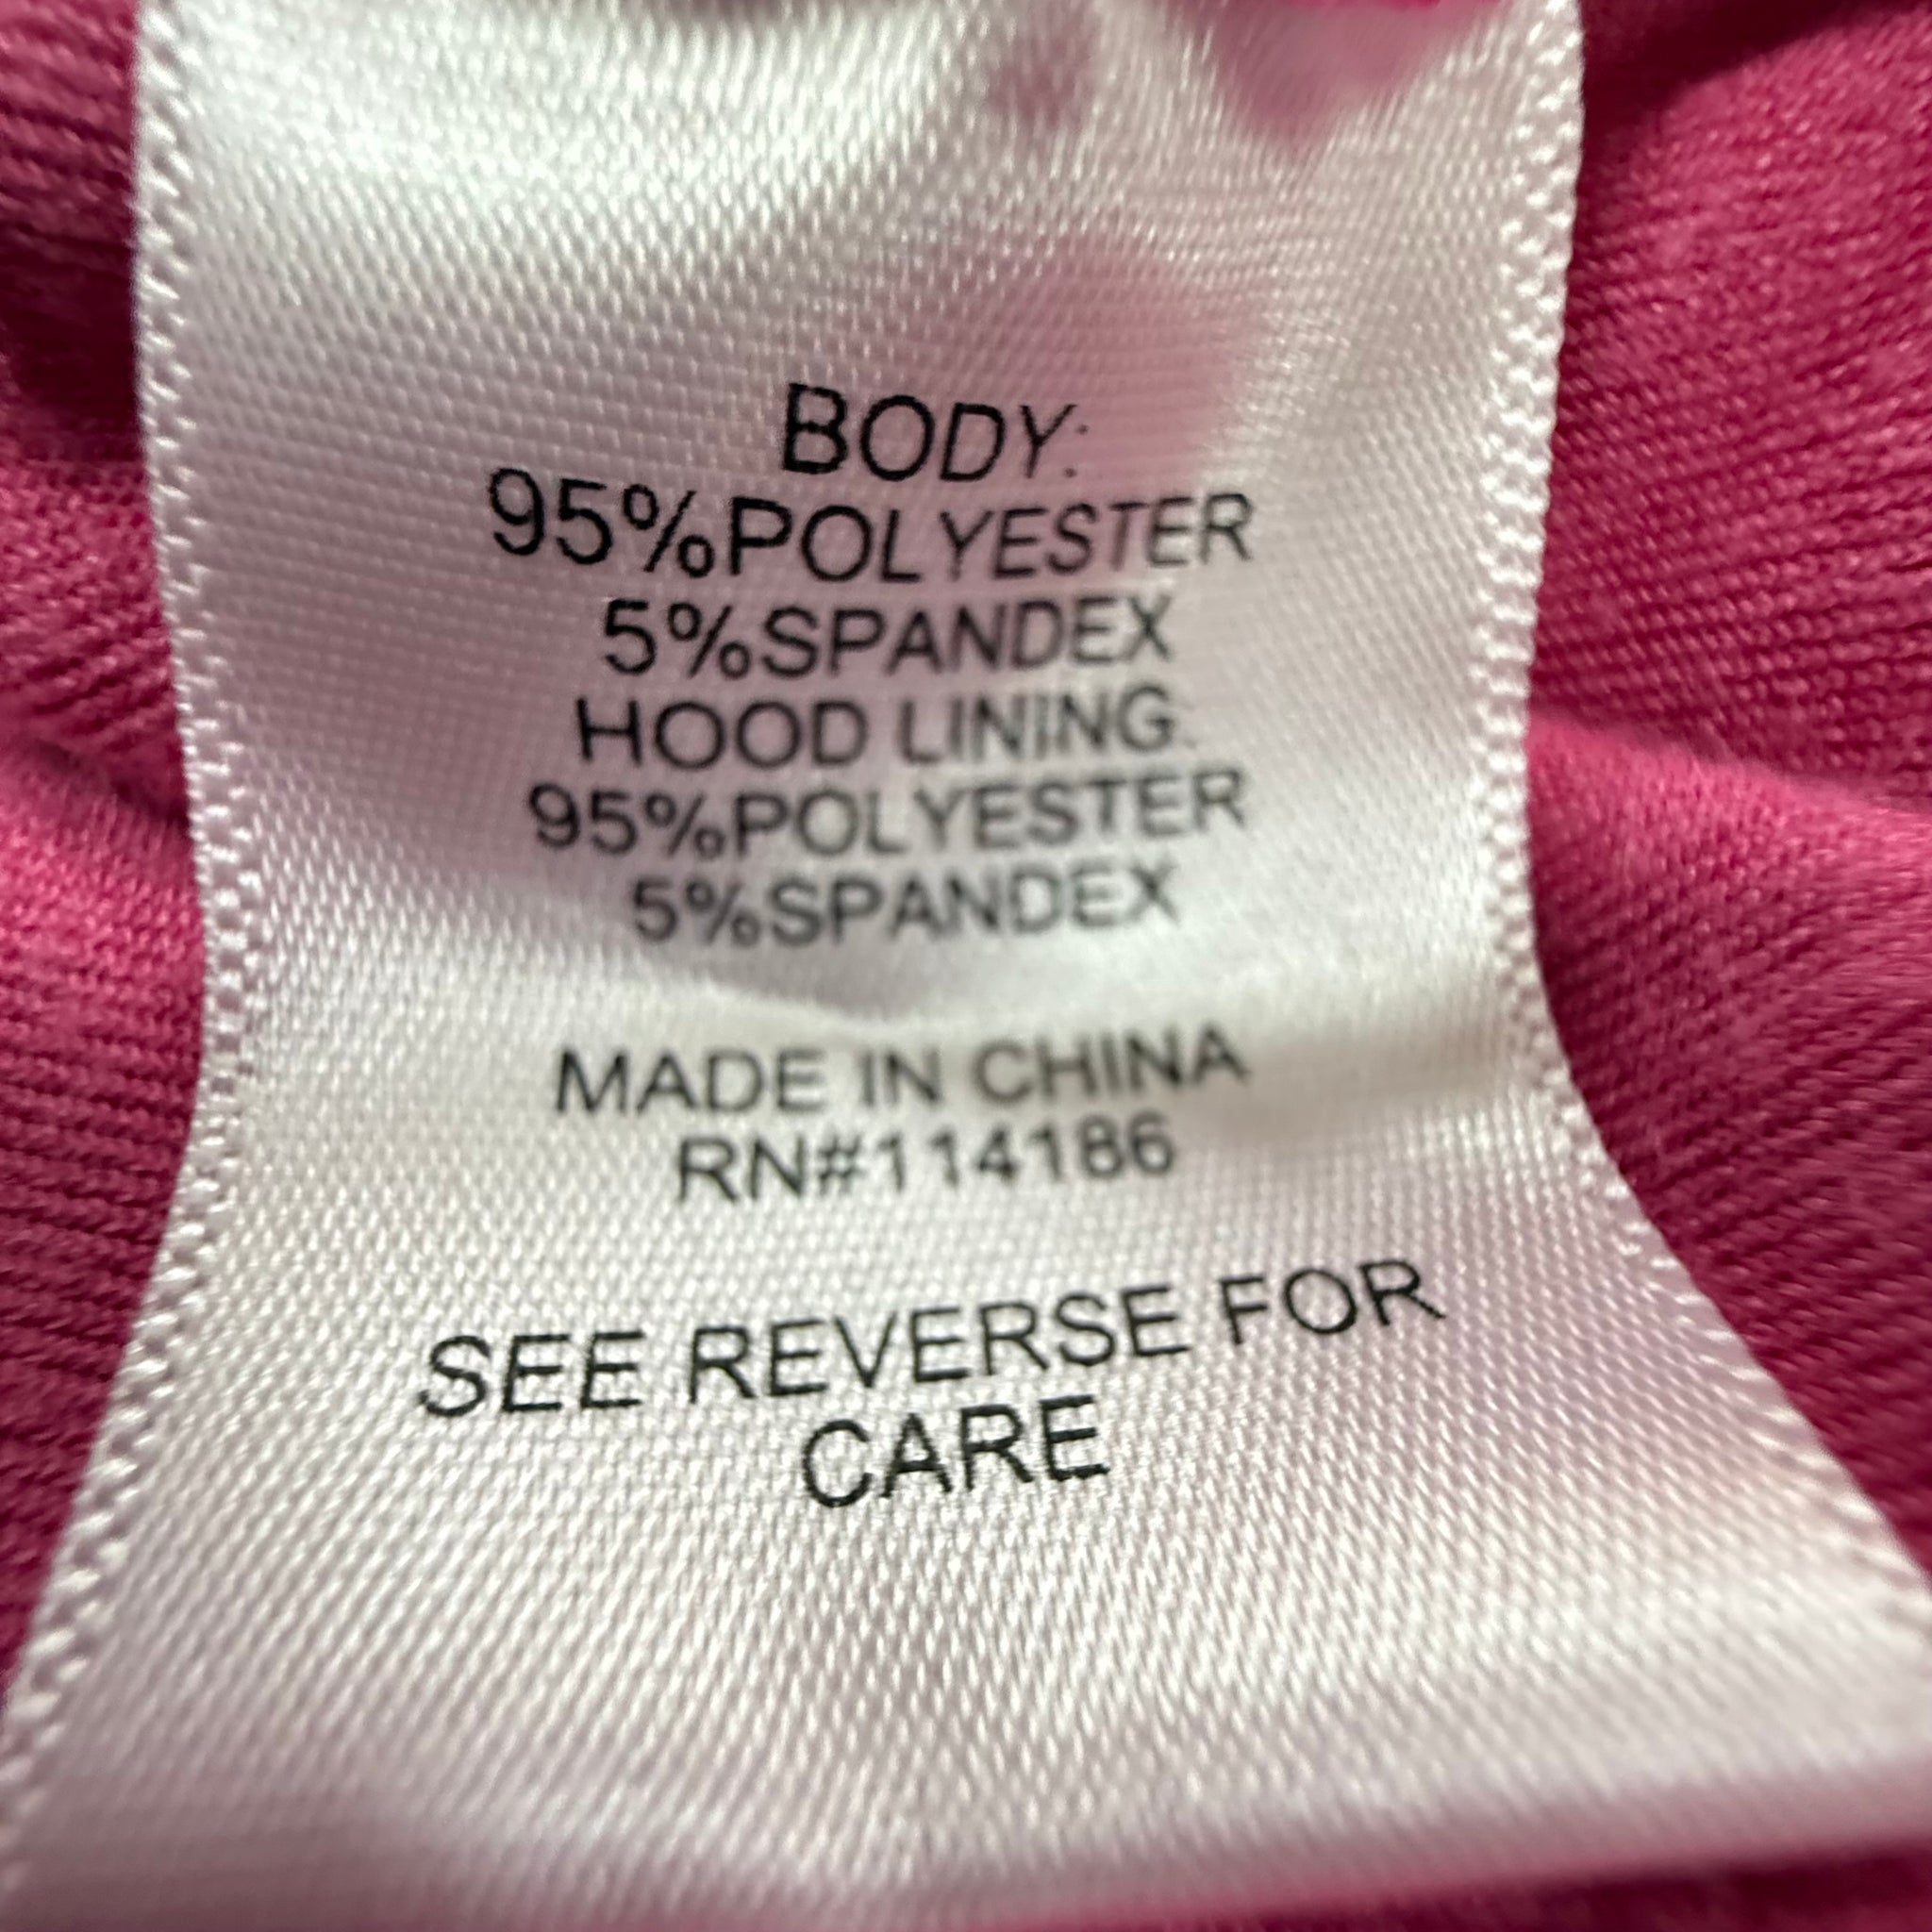 BODY:
95%POLYESTER
5%SPANDEX
HOOD LINING:
95%POLYESTER
5%SPANDEX
MADE IN CHINA
RN#114186
SEE REVERSE FOR
CARE